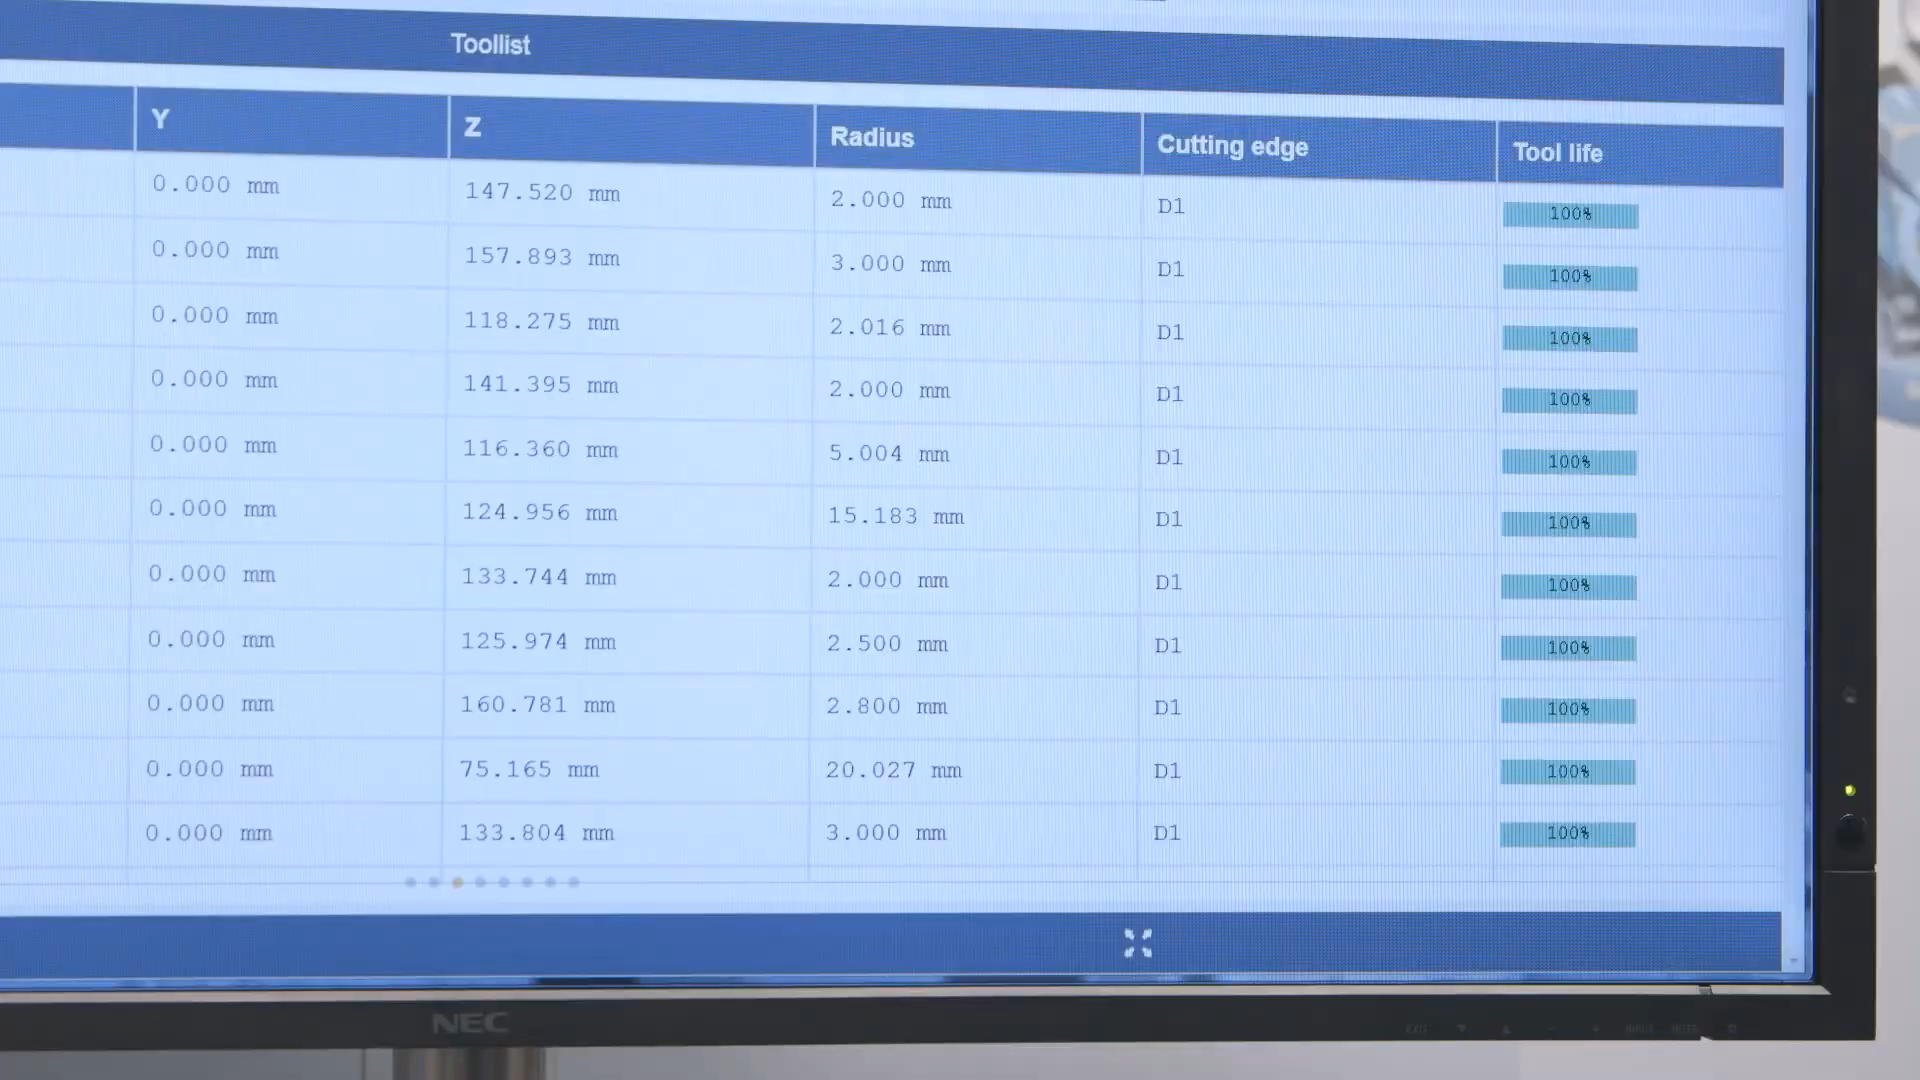 Toollist
Y Z Radius Cutting edge Tool life
0.000 mm 147.520 mm 2.000 mm D1 100%
0.000 mm 157.893 mm 3.000 mm D1 100%
0.000 mm 118.275 mm 2.016 mm D1 100%
0.000 mm 141.395 mm 2.000 mm D1 100%
0.000 mm 116.360 mm 5.004 mm D1 100%
0.000 mm 124.956 mm 15.183 mm D1 100%
0.000 mm 133.744 mm 2.000 mm D1 100%
0.000 mm 125.974 mm 2.500 mm D1 100%
0.000 mm 160.781 mm 2.800 mm D1 100%
0.000 mm 75.165 mm 20.027 mm D1 100%
0.000 mm 133.804 mm 3.000 mm D1 100%
NEC
EXIT